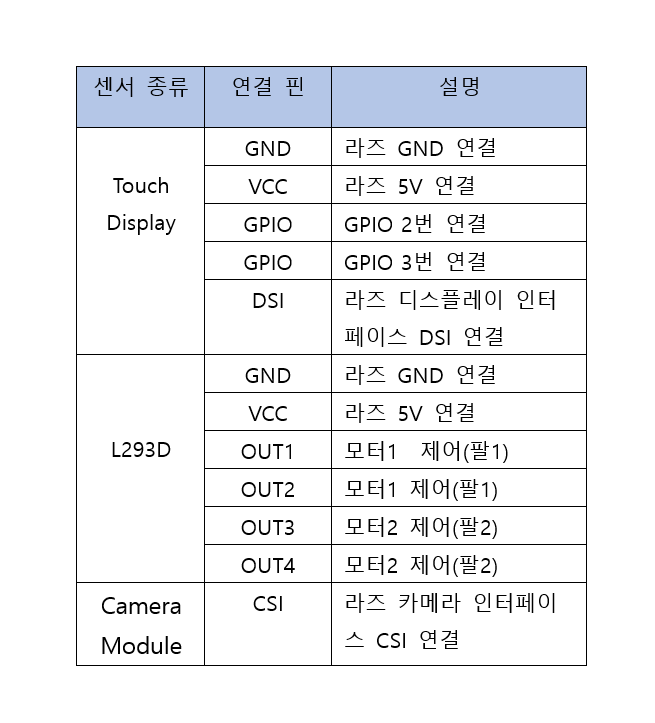 센서 종류 연결 핀 설명
GND 라즈 GND 연결
Touch VCC 라즈 5V 연결
Display GPIO GPIO 2번 연결
GPIO GPIO 3번 연결
DSI 라즈 디스플레이 인터
페이스 DSI 연결
GND 라즈 GND 연결
VCC 라즈 5V 연결
L293D OUT1 모터1 제어(팔1)
OUT2 모터1 제어(팔1)
OUT3 모터2 제어(팔2)
OUT4 모터2 제어(팔2)
Camera CSI 라즈 카메라 인터페이
Module 스 CSI 연결